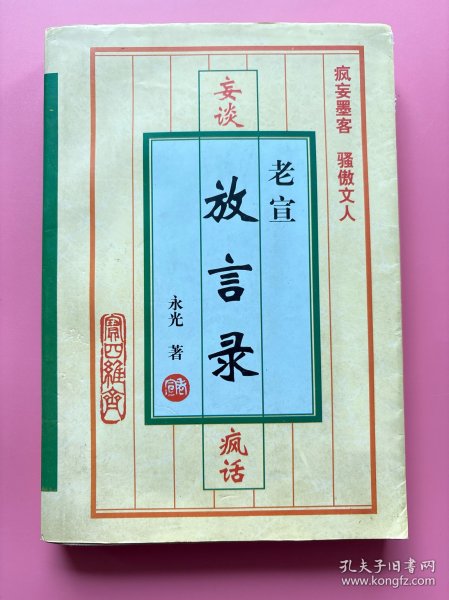 疯妄墨客 骚傲文人
妄谈
老宣
放言录
永光 著
疯话
孔夫子旧书网
www.kongfz.com